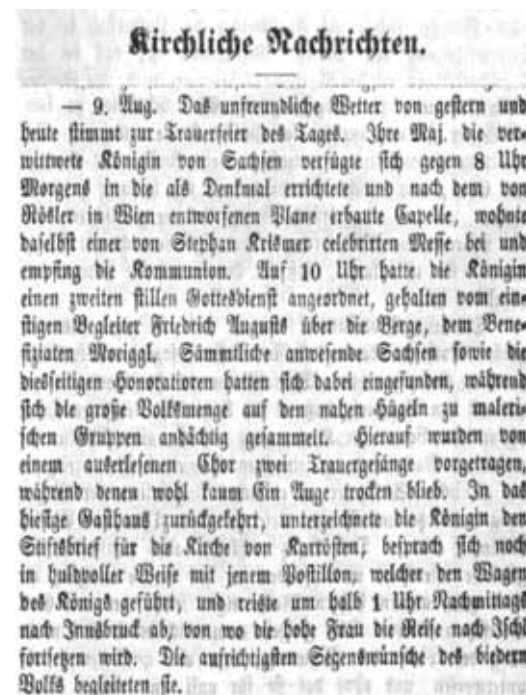 Kirchliche Nachrichten.
— 9. Aug. Das unfreundliche Wetter von gestern und
heute stimmt zur Trauerfeier des Tages. Ihre Maj. die ver-
wittwete Königin von Sachsen verfügte sich gegen 8 Uhr
Morgens in die als Denkmal errichtete und nach dem von
Rösler in Wien entworfenen Plane erbaute Capelle, wohnte
daselbst einer von Stephan Krismer celebrirten Messe bei und
empfing die Kommunion. Auf 10 Uhr hatte die Königin
einen zweiten stillen Gottesdienst angeordnet, gehalten vom ein-
stigen Begleiter Friedrich Augusts über die Berge, dem Bene-
fiziaten Moriggl. Sämmtliche anwesende Sachsen sowie die
diesseitigen Honoratioren hatten sich dabei eingefunden, während
sich die große Volksmenge auf den nahen Hügeln zu maleri-
schen Gruppen andächtig gesammelt. Hierauf wurden von
einem auserlesenen Chor zwei Trauergesänge vorgetragen,
während denen wohl kaum Ein Auge trocken blieb. In das
hiesige Gasthaus zurückgekehrt, unterzeichnete die Königin den
Stiftsbrief für die Kirche von Karrösten, besprach sich noch
in huldvoller Weise mit jenem Postillon, welcher den Wagen
des Königs geführt, und reiste um halb 1 Uhr Nachmittags
nach Innsbruck ab, von wo die hohe Frau die Reise nach Ischl
fortsetzen wird. Die aufrichtigsten Segenswünsche des biedern
Volks begleiteten sie.